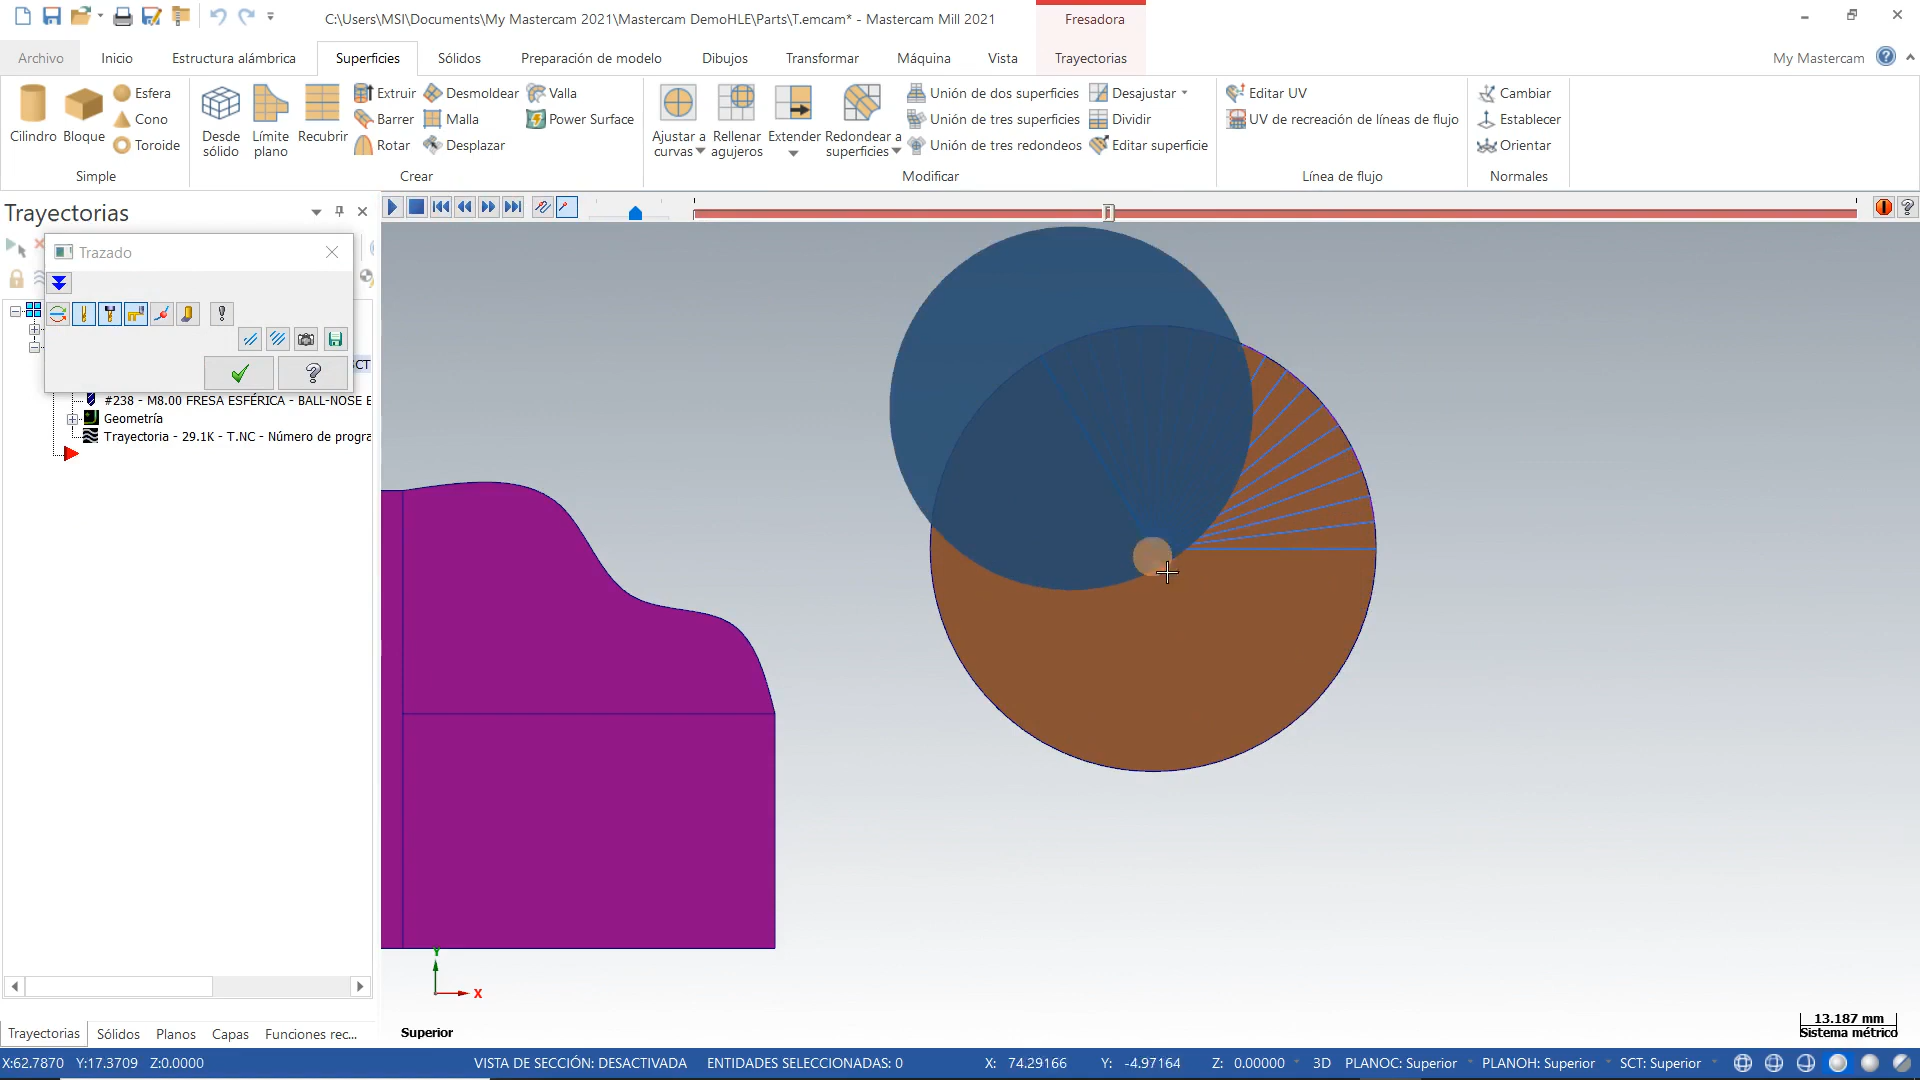 C:\Users\MSI\Documents\My Mastercam 2021\Mastercam DemoHLE\Parts\T.emcam* - Mastercam Mill 2021
Fresadora
Archivo Inicio Estructura alámbrica Superficies Sólidos Preparación de modelo Dibujos Transformar Máquina Vista Trayectorias My Mastercam
Cilindro Bloque Esfera
Cono
Toroide
Simple
Desde sólido
Límite plano
Recubrir
Extruir
Barrer
Rotar
Desmoldear
Malla
Desplazar
Valla
Power Surface
Crear
Ajustar a curvas
Rellenar agujeros
Extender
Redondear a superficies
Unión de dos superficies
Unión de tres superficies
Unión de tres redondeos
Desajustar
Dividir
Editar superficie
Modificar
Editar UV
UV de recreación de líneas de flujo
Línea de flujo
Cambiar
Establecer
Orientar
Normales
Trayectorias
Trazado
SCT
#238 - M8.00 FRESA ESFÉRICA - BALL-NOSE E
Geometría
Trayectoria - 29.1K - T.NC - Número de progra
Trayectorias Sólidos Planos Capas Funciones rec...
Y
X
Superior
13.187 mm
Sistema métrico
X:62.7870 Y:17.3709 Z:0.0000 VISTA DE SECCIÓN: DESACTIVADA ENTIDADES SELECCIONADAS: 0 X: 74.29166 Y: -4.97164 Z: 0.00000 3D PLANOC: Superior PLANOH: Superior SCT: Superior